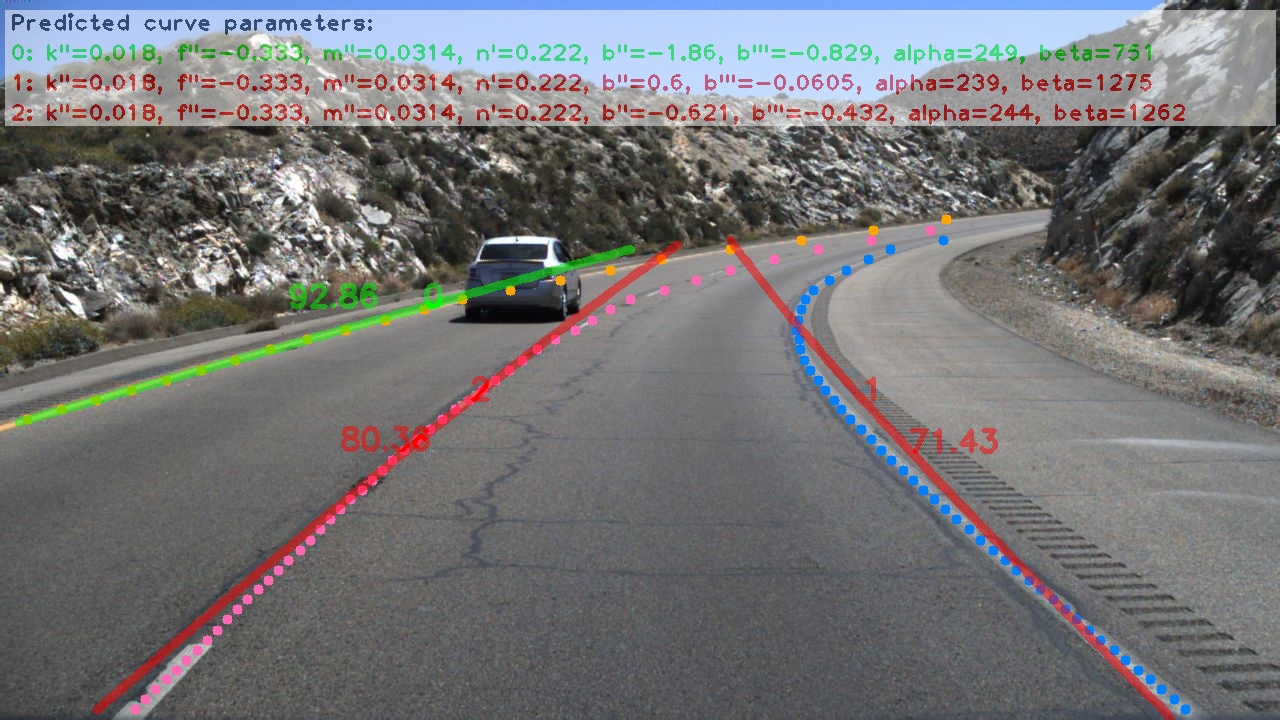 Predicted curve parameters:
0: k''=0.018, f''=-0.333, m''=0.0314, n'=0.222, b''=-1.86, b'''=-0.829, alpha=249, beta=751
1: k''=0.018, f''=-0.333, m''=0.0314, n'=0.222, b''=0.6, b'''=-0.0605, alpha=239, beta=1275
2: k''=0.018, f''=-0.333, m''=0.0314, n'=0.222, b''=-0.621, b'''=-0.432, alpha=244, beta=1262
92.86 0
2 1
80.36 71.43